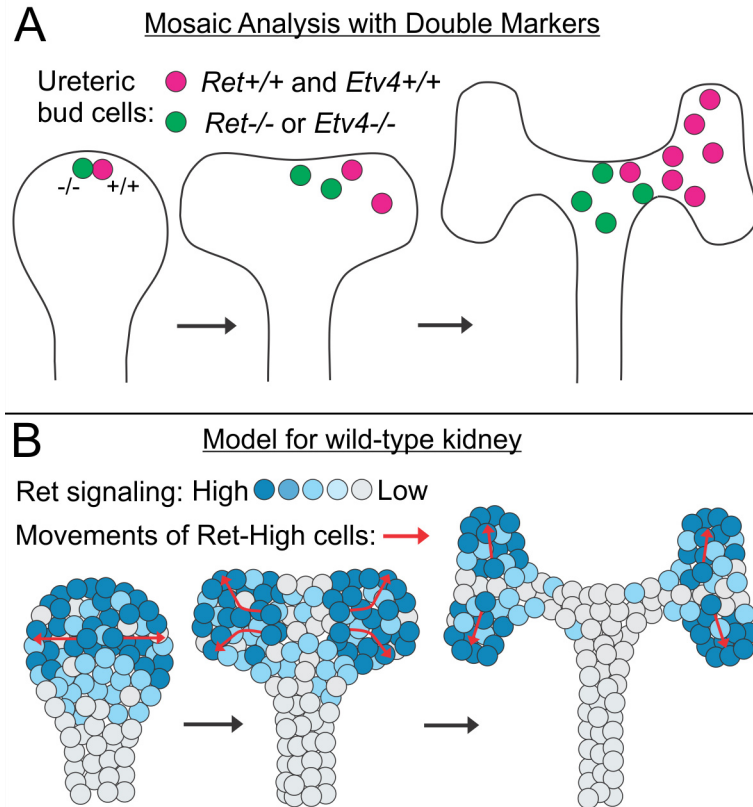 A
Mosaic Analysis with Double Markers
Ureteric
bud cells:
Ret+/+ and Etv4+/+
Ret-/- or Etv4-/-
-/- +/+
B
Model for wild-type kidney
Ret signaling: High Low
Movements of Ret-High cells: